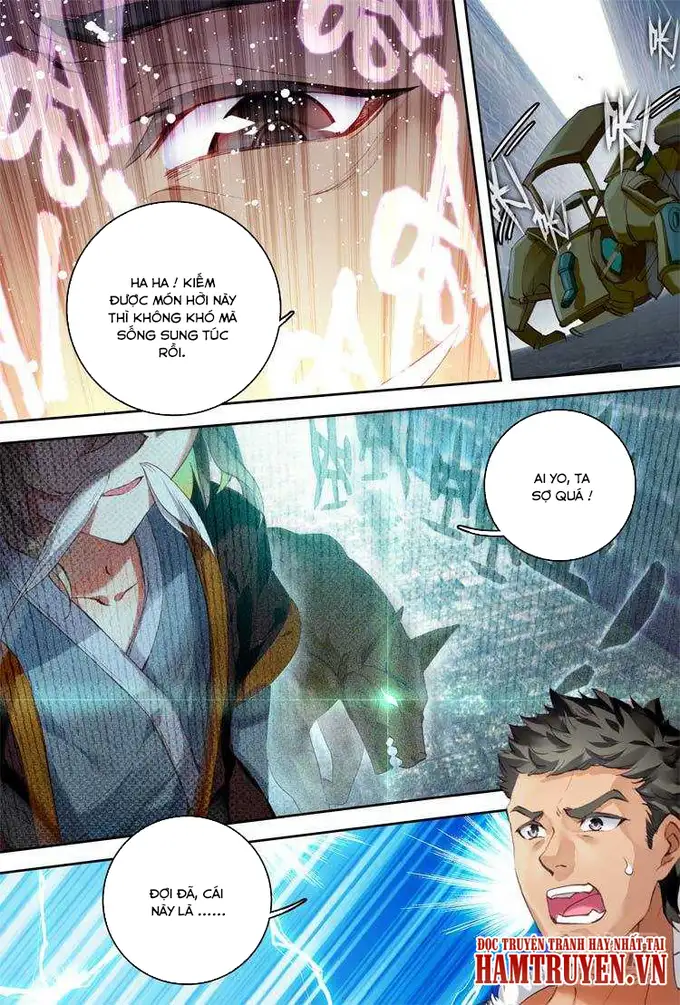 HA HA ! KIẾM
ĐƯỢC MÓN HỜI NÀY
THÌ KHÔNG KHÓ MÀ
SỐNG SUNG TÚC
RỒI.
AI YO, TA
SỢ QUÁ !
ĐỢI ĐÃ, CÁI
NÀY LÀ ......
ĐỌC TRUYỆN TRANH HAY NHẤT TẠI
HAMTRUYEN.VN